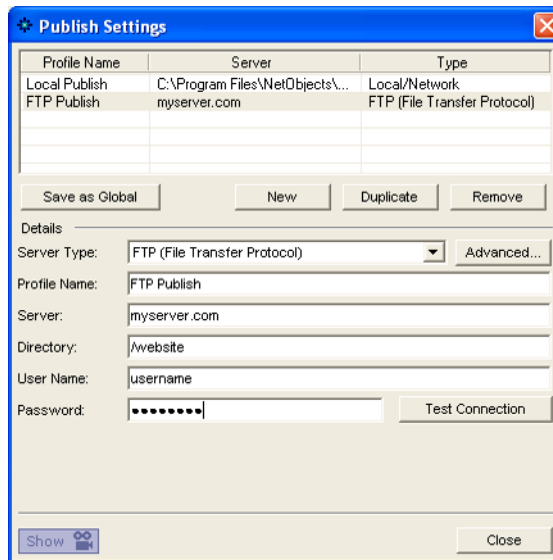 Publish Settings
Profile Name Server Type
Local Publish C:\Program Files\NetObjects\... Local/Network
FTP Publish myserver.com FTP (File Transfer Protocol)
Save as Global New Duplicate Remove
Details
Server Type: FTP (File Transfer Protocol) Advanced...
Profile Name: FTP Publish
Server: myserver.com
Directory: /website
User Name: username
Password: ••••••••
Test Connection
Show Close